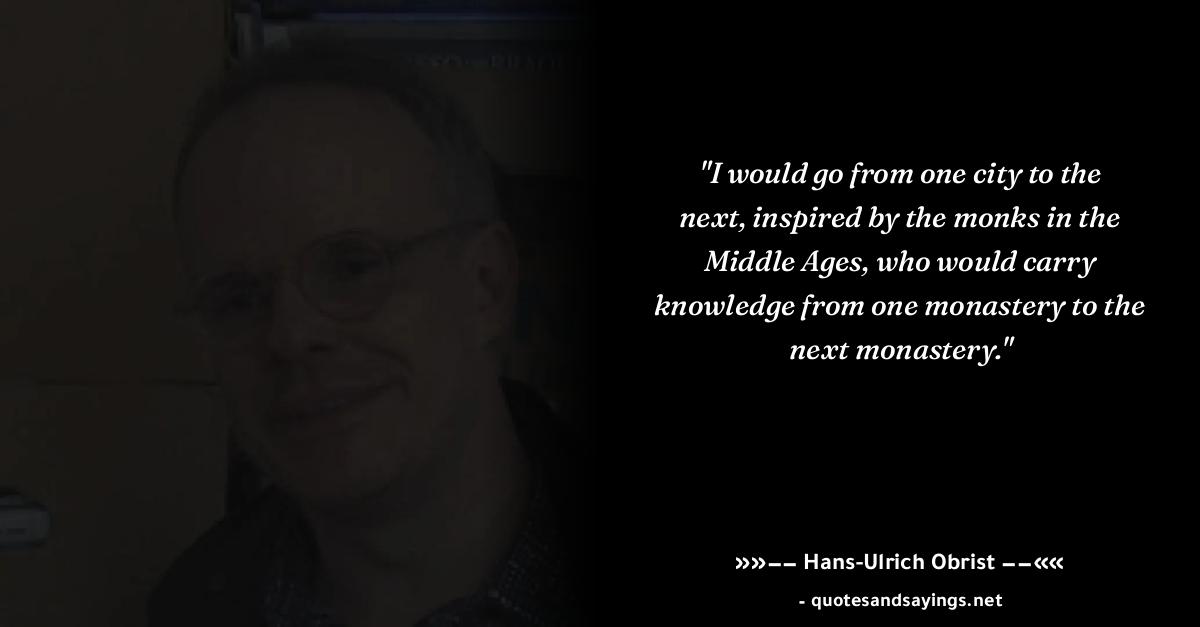 "I would go from one city to the
next, inspired by the monks in the
Middle Ages, who would carry
knowledge from one monastery to the
next monastery."
»»−− Hans-Ulrich Obrist −−««
- quotesandsayings.net